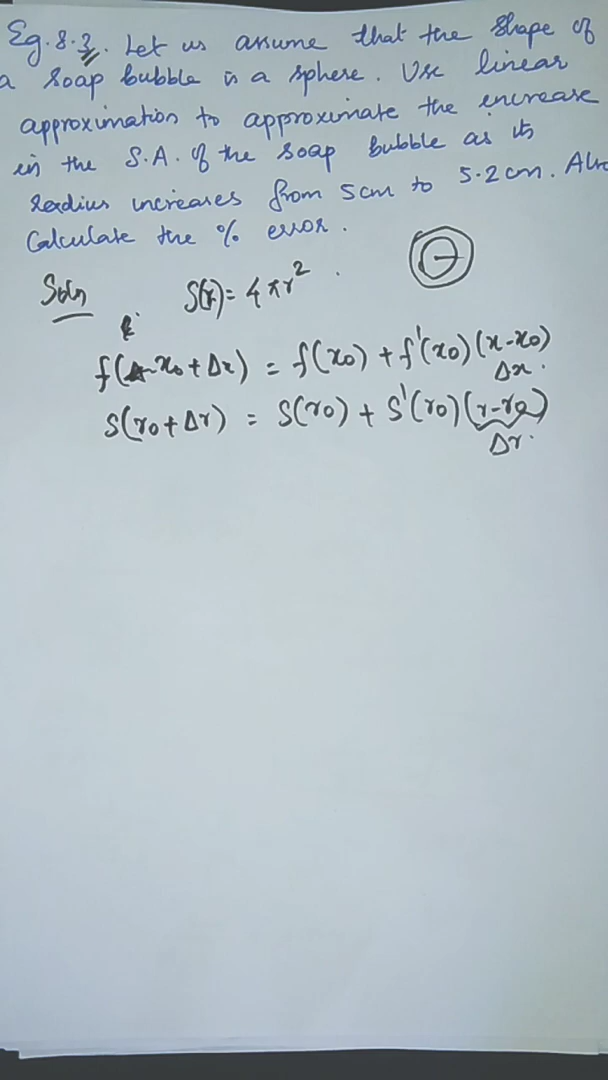 Eg. 8.3. Let us assume that the shape of
a soap bubble is a sphere. Use linear
approximation to approximate the increase
in the S.A. of the soap bubble as its
radius increases from 5cm to 5.2cm. Also
Calculate the % error.
Soln S(r) = 4πr²
f(x₀ + Δx) = f(x₀) + f'(x₀) (x-x₀)
Δx.
S(r₀ + Δr) = S(r₀) + S'(r₀) (r-r₀)
Δr.